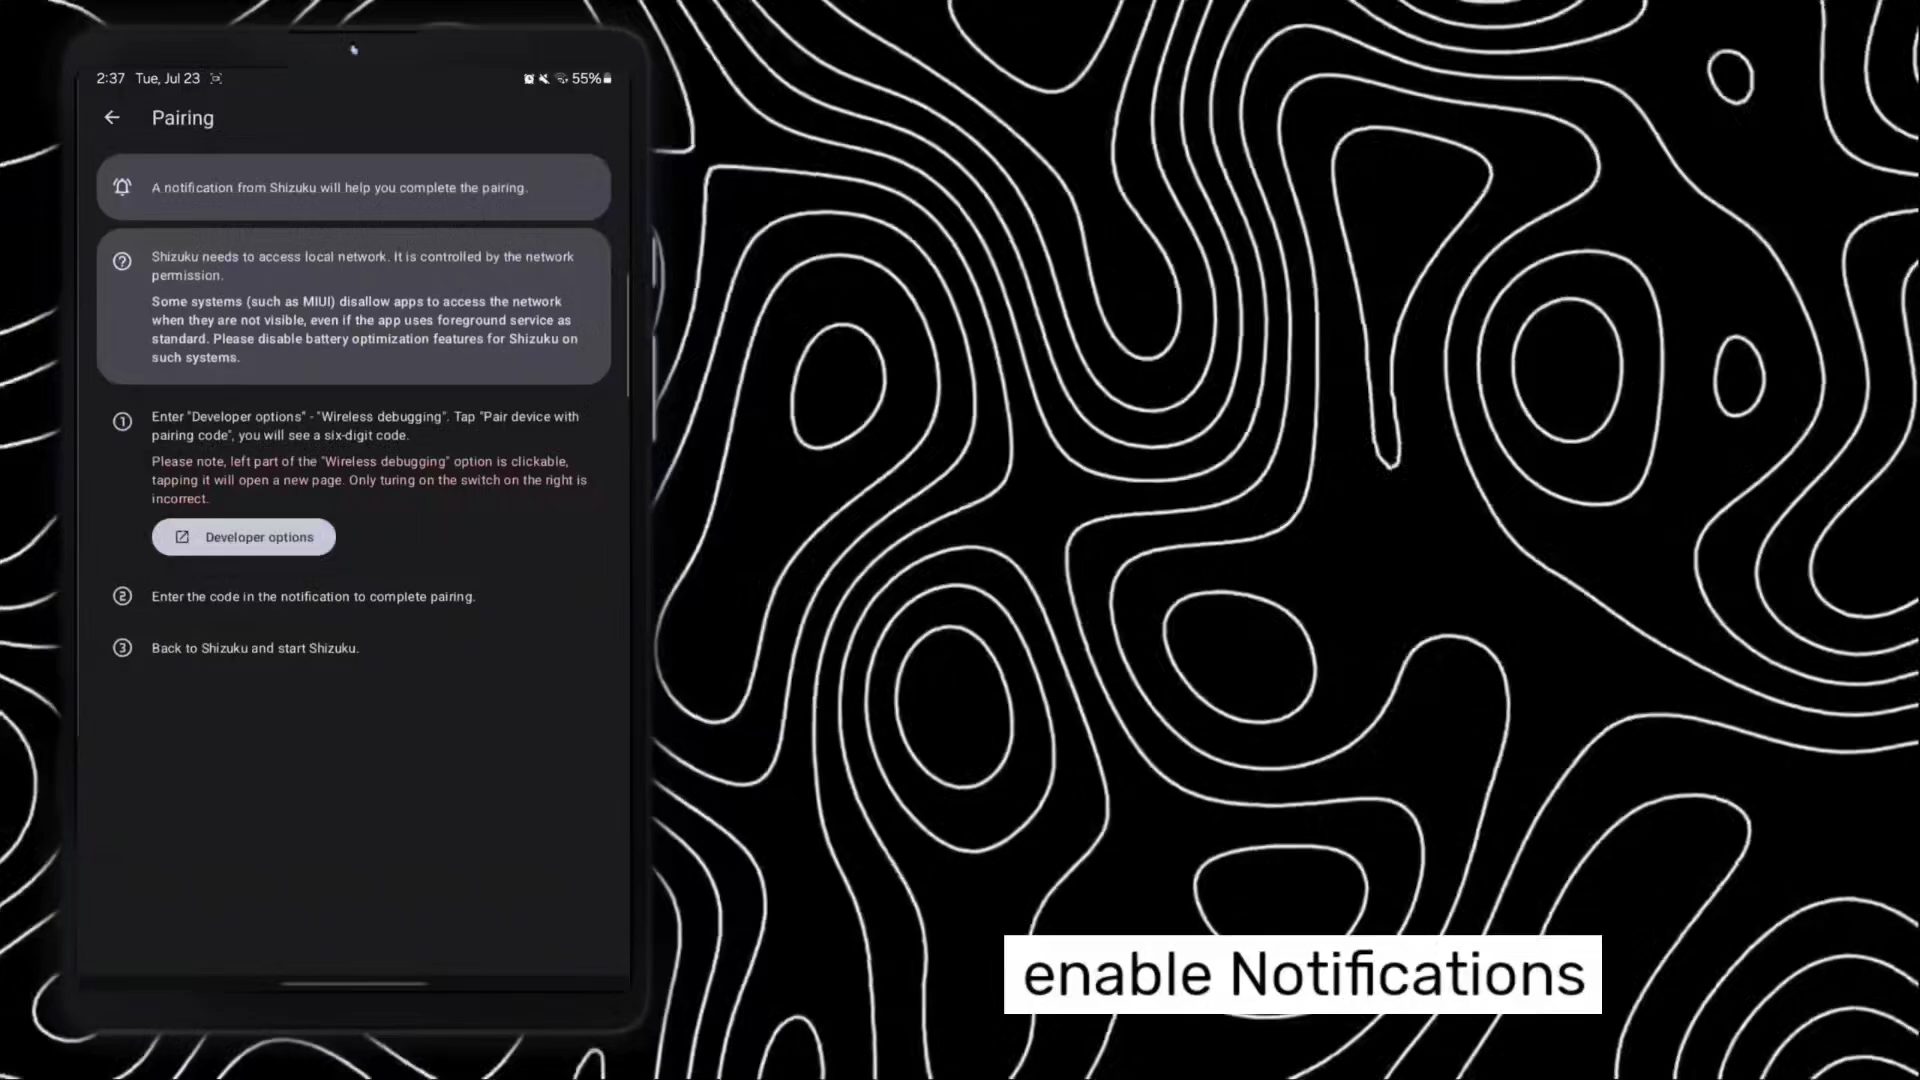 2:37 Tue, Jul 23 55%
Pairing
A notification from Shizuku will help you complete the pairing.
Shizuku needs to access local network. It is controlled by the network
permission.
Some systems (such as MIUI) disallow apps to access the network
when they are not visible, even if the app uses foreground service as
standard. Please disable battery optimization features for Shizuku on
such systems.
1 Enter "Developer options" - "Wireless debugging". Tap "Pair device with
pairing code", you will see a six-digit code.
Please note, left part of the "Wireless debugging" option is clickable,
tapping it will open a new page. Only turing on the switch on the right is
incorrect.
Developer options
2 Enter the code in the notification to complete pairing.
3 Back to Shizuku and start Shizuku.
enable Notifications